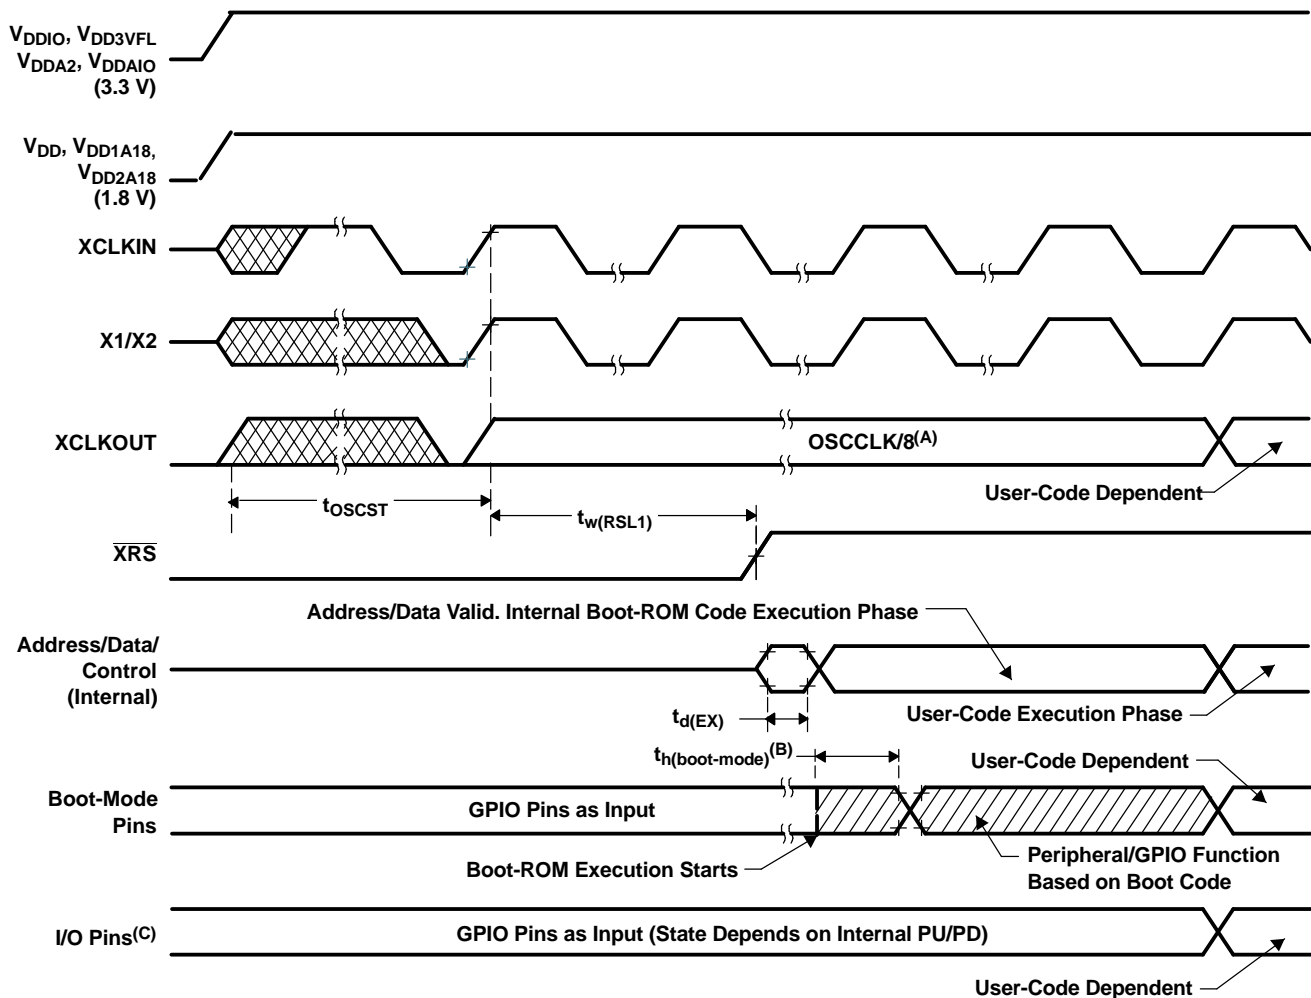 VDDIO, VDD3VFL
VDDA2, VDDAIO
(3.3 V)
VDD, VDD1A18,
VDD2A18
(1.8 V)
XCLKIN
X1/X2
XCLKOUT
OSCCLK/8(A)
User-Code Dependent
tOSCST
tw(RSL1)
XRS
Address/Data Valid. Internal Boot-ROM Code Execution Phase
Address/Data/
Control
(Internal)
td(EX)
User-Code Execution Phase
th(boot-mode)(B)
User-Code Dependent
Boot-Mode
Pins
GPIO Pins as Input
Boot-ROM Execution Starts
Peripheral/GPIO Function
Based on Boot Code
I/O Pins(C)
GPIO Pins as Input (State Depends on Internal PU/PD)
User-Code Dependent